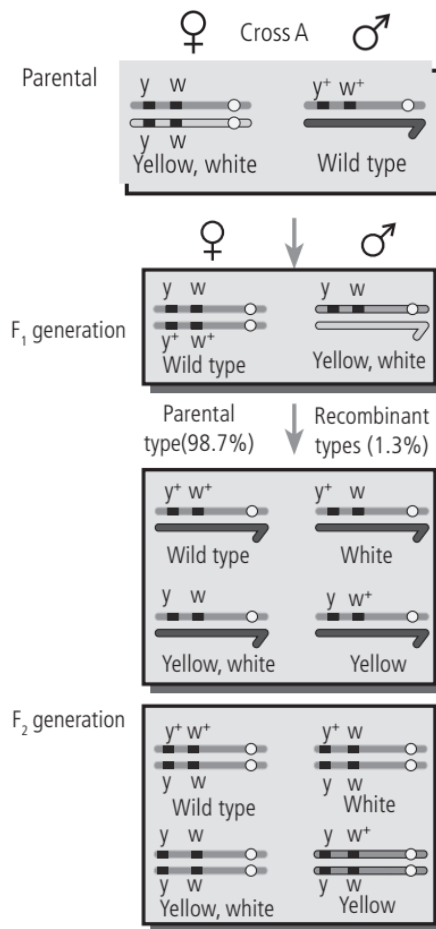 ♀ Cross A ♂
Parental
y w y⁺ w⁺
y w
Yellow, white Wild type
♀ ♂
F₁ generation
y w y w
y⁺ w⁺
Wild type Yellow, white
Parental Recombinant
type(98.7%) types (1.3%)
y⁺ w⁺ y⁺ w
Wild type White
y w y w⁺
Yellow, white Yellow
F₂ generation
y⁺ w⁺ y⁺ w
y w y w
Wild type White
y w y w⁺
y w y w
Yellow, white Yellow